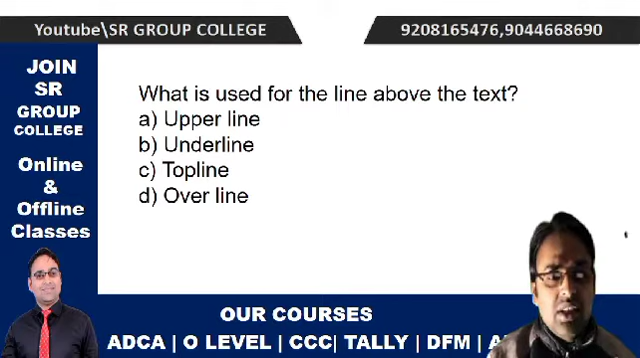 Youtube\SR GROUP COLLEGE
9208165476,9044668690
JOIN
SR
GROUP
COLLEGE
Online
&
Offline
Classes
What is used for the line above the text?
a) Upper line
b) Underline
c) Topline
d) Over line
OUR COURSES
ADCA | O LEVEL | CCC| TALLY | DFM |